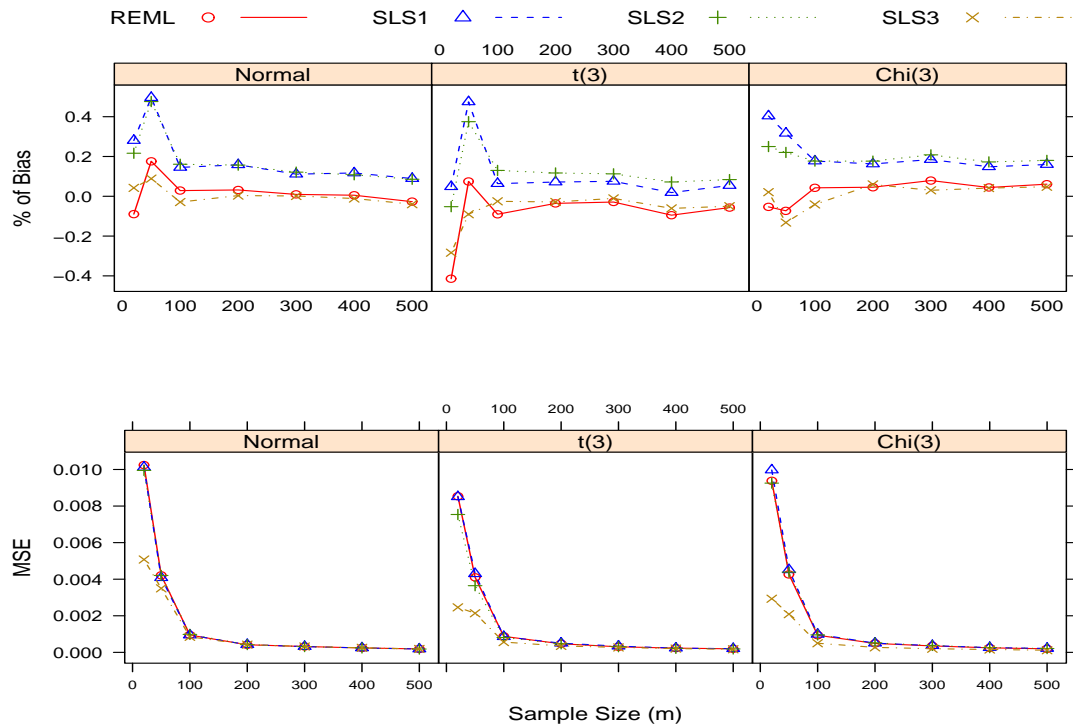 REML SLS1 SLS2 SLS3
0 100 200 300 400 500
Normal t(3) Chi(3)
% of Bias
0.4
0.2
0.0
−0.2
−0.4
0 100 200 300 400 500 0 100 200 300 400 500
0 100 200 300 400 500
Normal t(3) Chi(3)
MSE
0.010
0.008
0.006
0.004
0.002
0.000
0 100 200 300 400 500 0 100 200 300 400 500
Sample Size (m)